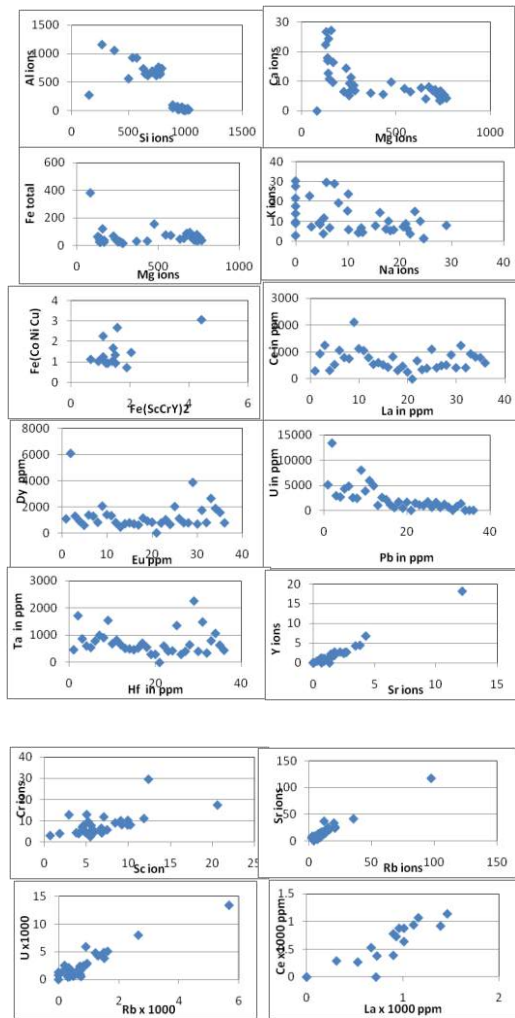 Al ions
1500
1000
500
0
0 500 1000 1500
Si ions
Ca ions
30
20
10
0
0 500 1000
Mg ions
Fe total
600
400
200
0
0 500 1000
Mg ions
K ions
40
30
20
10
0
0 10 20 30 40
Na ions
Fe(Co Ni Cu)
4
3
2
1
0
0 2 4 6
Fe(ScCrY)2
Ce in ppm
3000
2000
1000
0
0 10 20 30 40
La in ppm
Dy ppm
8000
6000
4000
2000
0
0 10 20 30 40
Eu ppm
U in ppm
15000
10000
5000
0
0 20 40
Pb in ppm
Ta in ppm
3000
2000
1000
0
0 10 20 30 40
Hf in ppm
Y ions
20
15
10
5
0
0 5 10 15
Sr ions
Cr ions
40
30
20
10
0
0 5 10 15 20 25
Sc ion
Sr ions
150
100
50
0
0 50 100 150
Rb ions
U x1000
15
10
5
0
0 2 4 6
Rb x 1000
Ce x1000 ppm
1.5
1
0.5
0
0 1 2
La x 1000 ppm